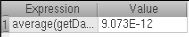 Expression Value
1 average(getDa... 9.073E-12